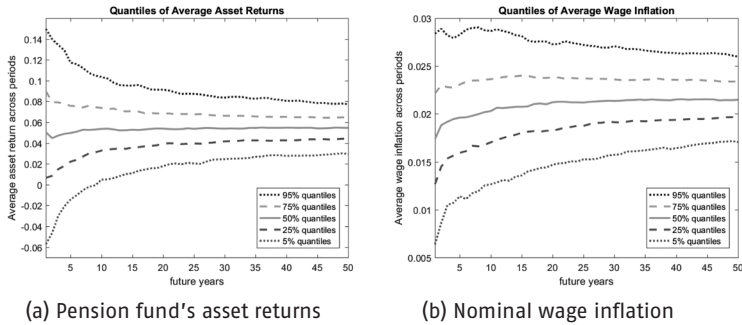 Quantiles of Average Asset Returns
0.14
0.12
0.1
0.08
0.06
0.04
0.02
0
-0.02
-0.04
-0.06
Average asset return across periods
95% quantiles
75% quantiles
50% quantiles
25% quantiles
5% quantiles
5 10 15 20 25 30 35 40 45 50
future years
(a) Pension fund's asset returns
Quantiles of Average Wage Inflation
0.03
0.025
0.02
0.015
0.01
0.005
Average wage inflation across periods
95% quantiles
75% quantiles
50% quantiles
25% quantiles
5% quantiles
5 10 15 20 25 30 35 40 45 50
future years
(b) Nominal wage inflation